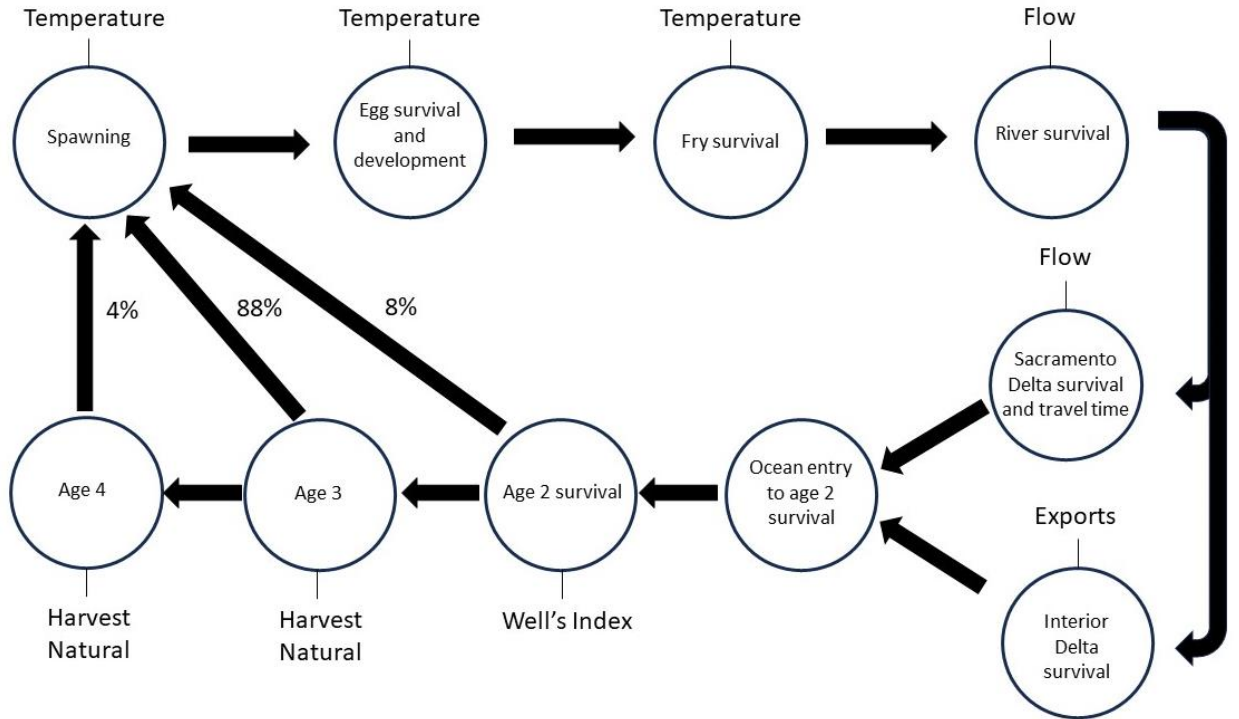 Temperature
Temperature
Temperature
Flow
Spawning
Egg survival
and
development
Fry survival
River survival
Flow
Sacramento
Delta survival
and travel time
4%
88%
8%
Age 4
Age 3
Age 2 survival
Ocean entry
to age 2
survival
Exports
Interior
Delta
survival
Harvest
Natural
Harvest
Natural
Well's Index